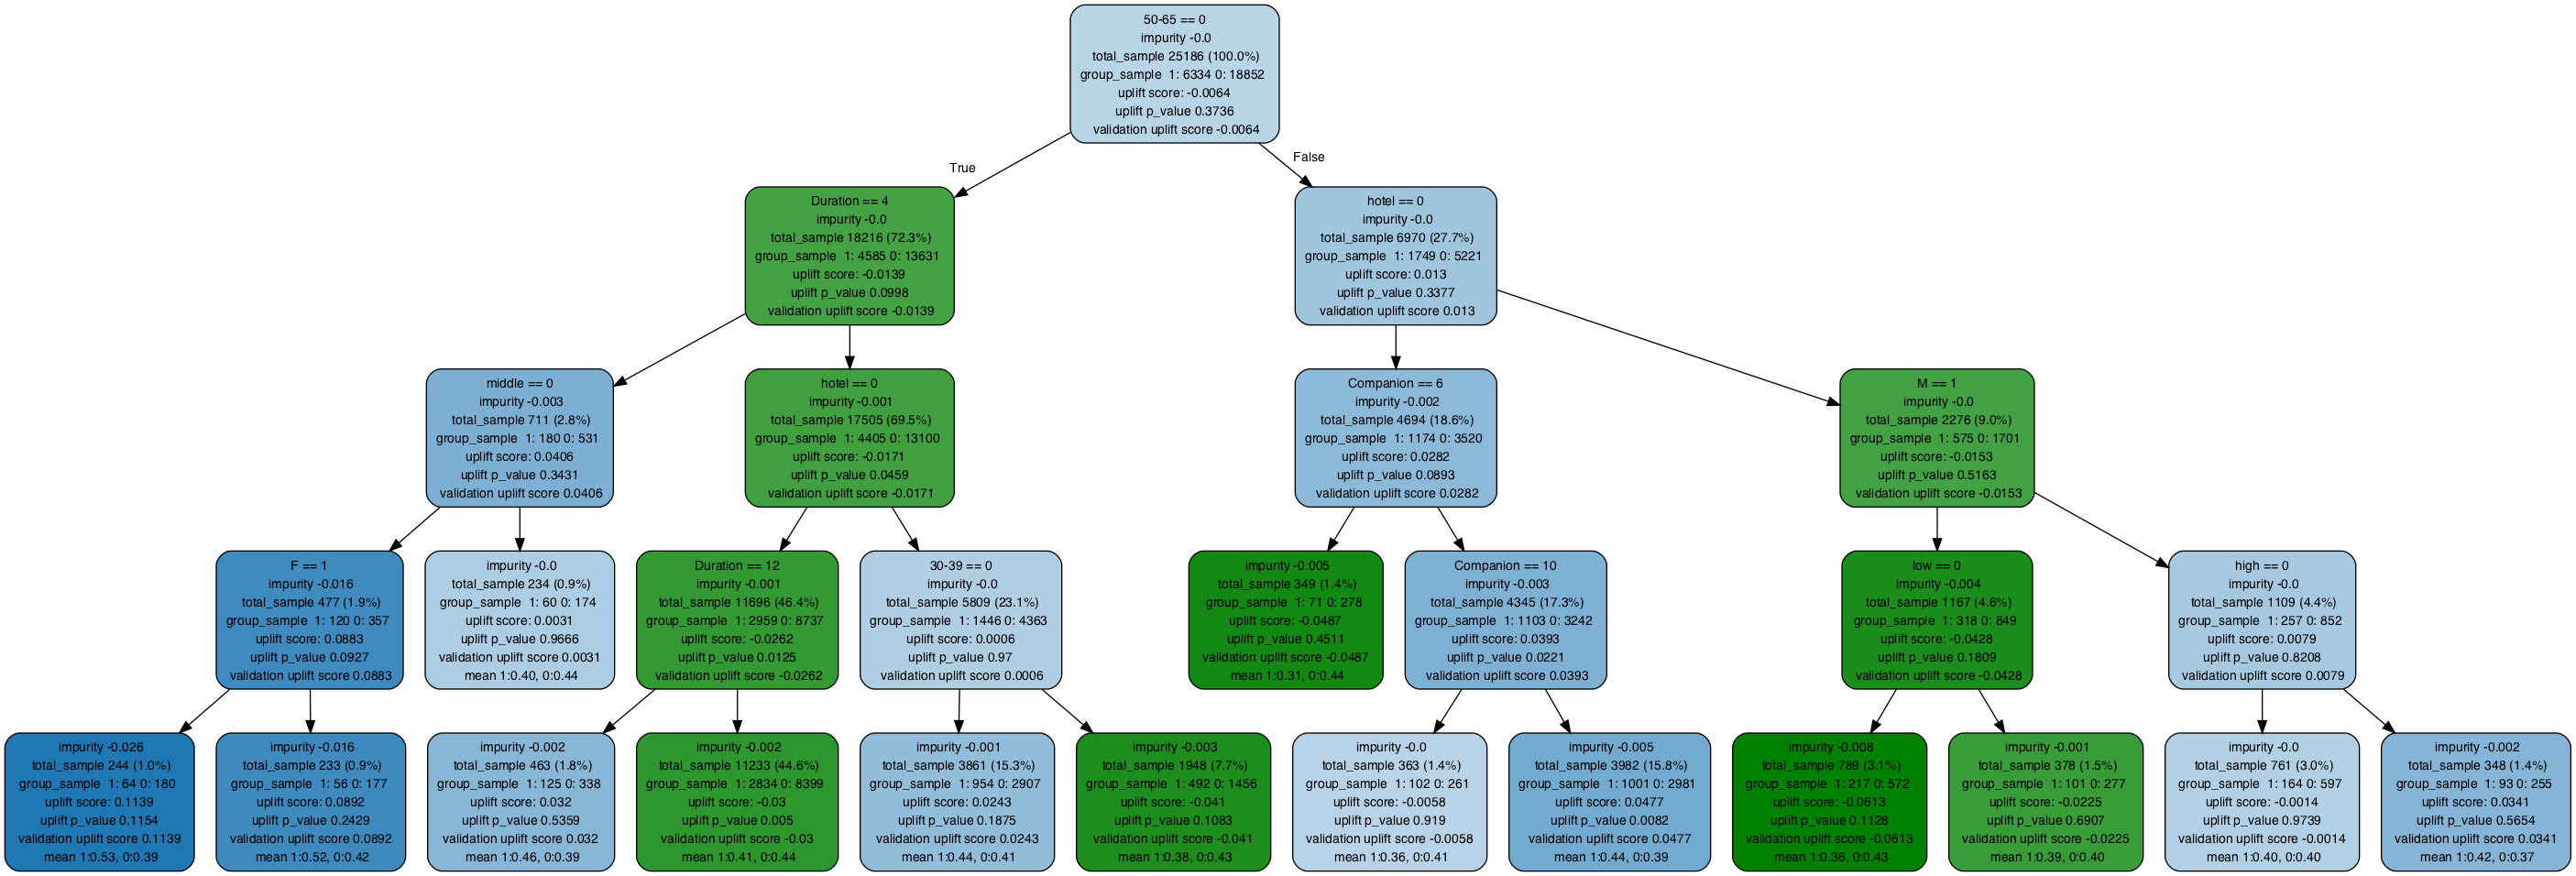 50-65 == 0
impurity -0.0
total_sample 25186 (100.0%)
group_sample 1: 6334 0: 18852
uplift score: -0.0064
uplift p_value 0.3736
validation uplift score -0.0064
True
False
Duration == 4
impurity -0.0
total_sample 18216 (72.3%)
group_sample 1: 4585 0: 13631
uplift score: -0.0139
uplift p_value 0.0998
validation uplift score -0.0139
hotel == 0
impurity -0.0
total_sample 6970 (27.7%)
group_sample 1: 1749 0: 5221
uplift score: 0.013
uplift p_value 0.3377
validation uplift score 0.013
middle == 0
impurity -0.003
total_sample 711 (2.8%)
group_sample 1: 180 0: 531
uplift score: 0.0406
uplift p_value 0.3431
validation uplift score 0.0406
hotel == 0
impurity -0.001
total_sample 17505 (69.5%)
group_sample 1: 4405 0: 13100
uplift score: -0.0171
uplift p_value 0.0459
validation uplift score -0.0171
Companion == 6
impurity -0.002
total_sample 4694 (18.6%)
group_sample 1: 1174 0: 3520
uplift score: 0.0282
uplift p_value 0.0893
validation uplift score 0.0282
M == 1
impurity -0.0
total_sample 2276 (9.0%)
group_sample 1: 575 0: 1701
uplift score: -0.0153
uplift p_value 0.5163
validation uplift score -0.0153
F == 1
impurity -0.016
total_sample 477 (1.9%)
group_sample 1: 120 0: 357
uplift score: 0.0883
uplift p_value 0.0927
validation uplift score 0.0883
impurity -0.0
total_sample 234 (0.9%)
group_sample 1: 60 0: 174
uplift score: 0.0031
uplift p_value 0.9666
validation uplift score 0.0031
mean 1:0.40, 0:0.44
Duration == 12
impurity -0.001
total_sample 11696 (46.4%)
group_sample 1: 2959 0: 8737
uplift score: -0.0262
uplift p_value 0.0125
validation uplift score -0.0262
30-39 == 0
impurity -0.0
total_sample 5809 (23.1%)
group_sample 1: 1446 0: 4363
uplift score: 0.0006
uplift p_value 0.97
validation uplift score 0.0006
impurity -0.005
total_sample 349 (1.4%)
group_sample 1: 71 0: 278
uplift score: -0.0487
uplift p_value 0.4511
validation uplift score -0.0487
mean 1:0.31, 0:0.44
Companion == 10
impurity -0.003
total_sample 4345 (17.3%)
group_sample 1: 1103 0: 3242
uplift score: 0.0393
uplift p_value 0.0221
validation uplift score 0.0393
low == 0
impurity -0.004
total_sample 1167 (4.6%)
group_sample 1: 318 0: 849
uplift score: -0.0428
uplift p_value 0.1809
validation uplift score -0.0428
high == 0
impurity -0.0
total_sample 1109 (4.4%)
group_sample 1: 257 0: 852
uplift score: 0.0079
uplift p_value 0.8208
validation uplift score 0.0079
impurity -0.026
total_sample 244 (1.0%)
group_sample 1: 64 0: 180
uplift score: 0.1139
uplift p_value 0.1154
validation uplift score 0.1139
mean 1:0.53, 0:0.39
impurity -0.016
total_sample 233 (0.9%)
group_sample 1: 56 0: 177
uplift score: 0.0892
uplift p_value 0.2429
validation uplift score 0.0892
mean 1:0.52, 0:0.42
impurity -0.002
total_sample 463 (1.8%)
group_sample 1: 125 0: 338
uplift score: 0.032
uplift p_value 0.5359
validation uplift score 0.032
mean 1:0.46, 0:0.39
impurity -0.002
total_sample 11233 (44.6%)
group_sample 1: 2834 0: 8399
uplift score: -0.03
uplift p_value 0.005
validation uplift score -0.03
mean 1:0.41, 0:0.44
impurity -0.001
total_sample 3861 (15.3%)
group_sample 1: 954 0: 2907
uplift score: 0.0243
uplift p_value 0.1875
validation uplift score 0.0243
mean 1:0.44, 0:0.41
impurity -0.003
total_sample 1948 (7.7%)
group_sample 1: 492 0: 1456
uplift score: -0.041
uplift p_value 0.1083
validation uplift score -0.041
mean 1:0.38, 0:0.43
impurity -0.0
total_sample 363 (1.4%)
group_sample 1: 102 0: 261
uplift score: -0.0058
uplift p_value 0.919
validation uplift score -0.0058
mean 1:0.36, 0:0.41
impurity -0.005
total_sample 3982 (15.8%)
group_sample 1: 1001 0: 2981
uplift score: 0.0477
uplift p_value 0.0082
validation uplift score 0.0477
mean 1:0.44, 0:0.39
impurity -0.008
total_sample 789 (3.1%)
group_sample 1: 217 0: 572
uplift score: -0.0613
uplift p_value 0.1128
validation uplift score -0.0613
mean 1:0.36, 0:0.43
impurity -0.001
total_sample 378 (1.5%)
group_sample 1: 101 0: 277
uplift score: -0.0225
uplift p_value 0.6907
validation uplift score -0.0225
mean 1:0.39, 0:0.40
impurity -0.0
total_sample 761 (3.0%)
group_sample 1: 164 0: 597
uplift score: -0.0014
uplift p_value 0.9739
validation uplift score -0.0014
mean 1:0.40, 0:0.40
impurity -0.002
total_sample 348 (1.4%)
group_sample 1: 93 0: 255
uplift score: 0.0341
uplift p_value 0.5654
validation uplift score 0.0341
mean 1:0.42, 0:0.37